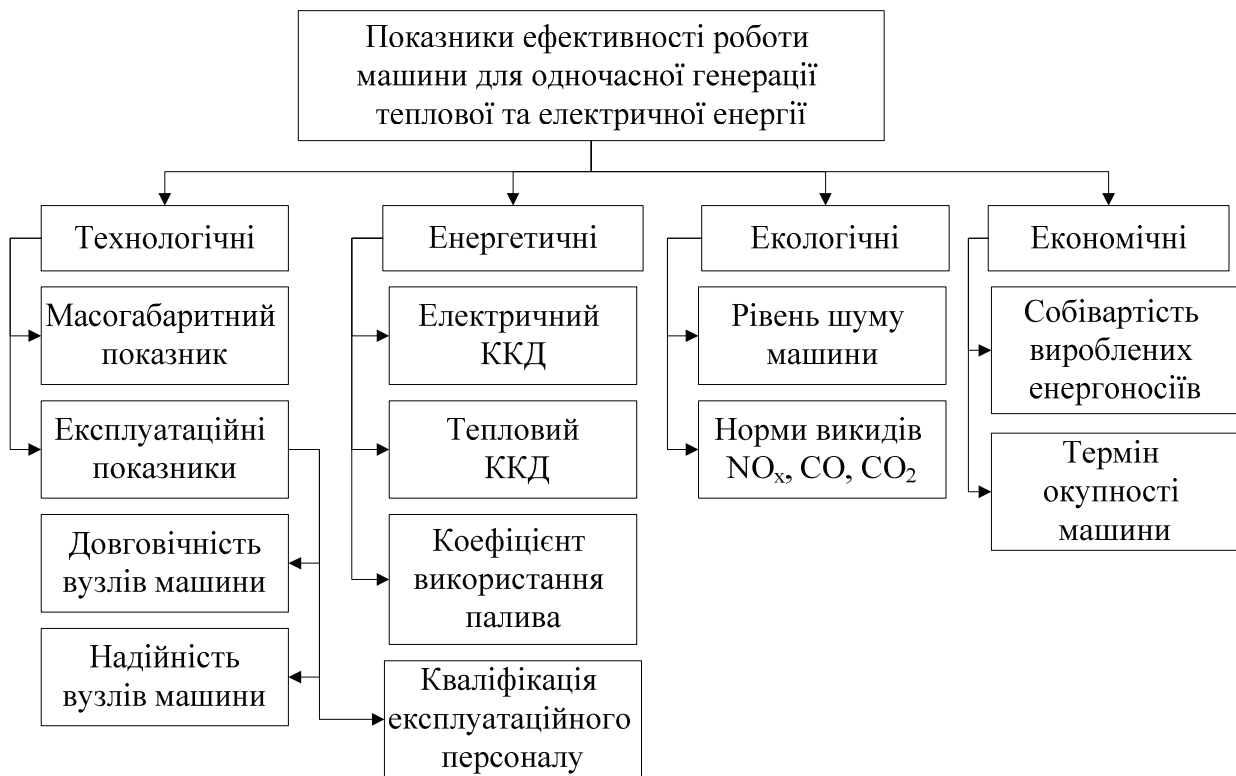 Показники ефективності роботи
машини для одночасної генерації
теплової та електричної енергії
Технологічні
Масогабаритний
показник
Експлуатаційні
показники
Довговічність
вузлів машини
Надійність
вузлів машини
Енергетичні
Електричний
ККД
Тепловий
ККД
Коефіцієнт
використання
палива
Кваліфікація
експлуатаційного
персоналу
Екологічні
Рівень шуму
машини
Норми викидів
NOₓ, CO, CO₂
Економічні
Собівартість
вироблених
енергоносіїв
Термін
окупності
машини